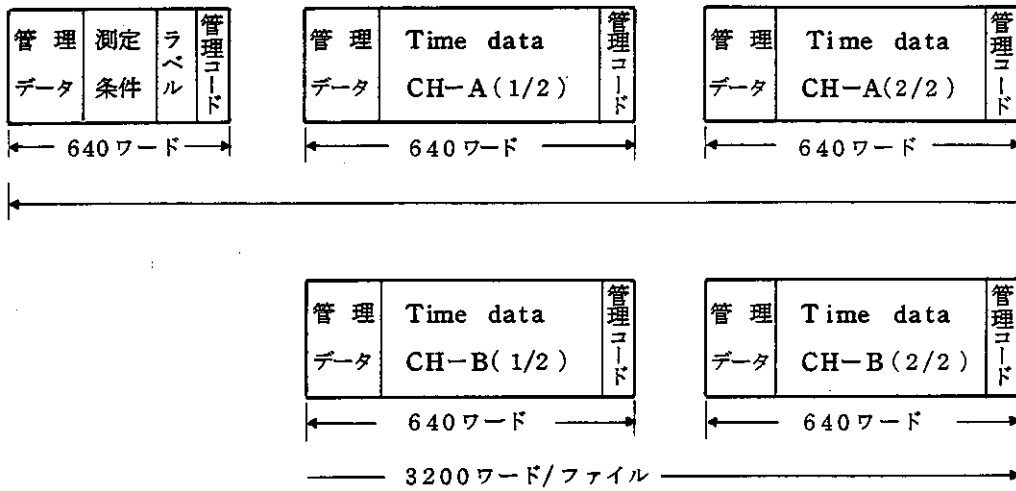 管理データ
測定条件
ラベル
管理コード
640ワード
管理データ
Time data
CH-A(1/2)
管理コード
640ワード
管理データ
Time data
CH-A(2/2)
管理コード
640ワード
管理データ
Time data
CH-B(1/2)
管理コード
640ワード
管理データ
Time data
CH-B(2/2)
管理コード
640ワード
3200ワード/ファイル